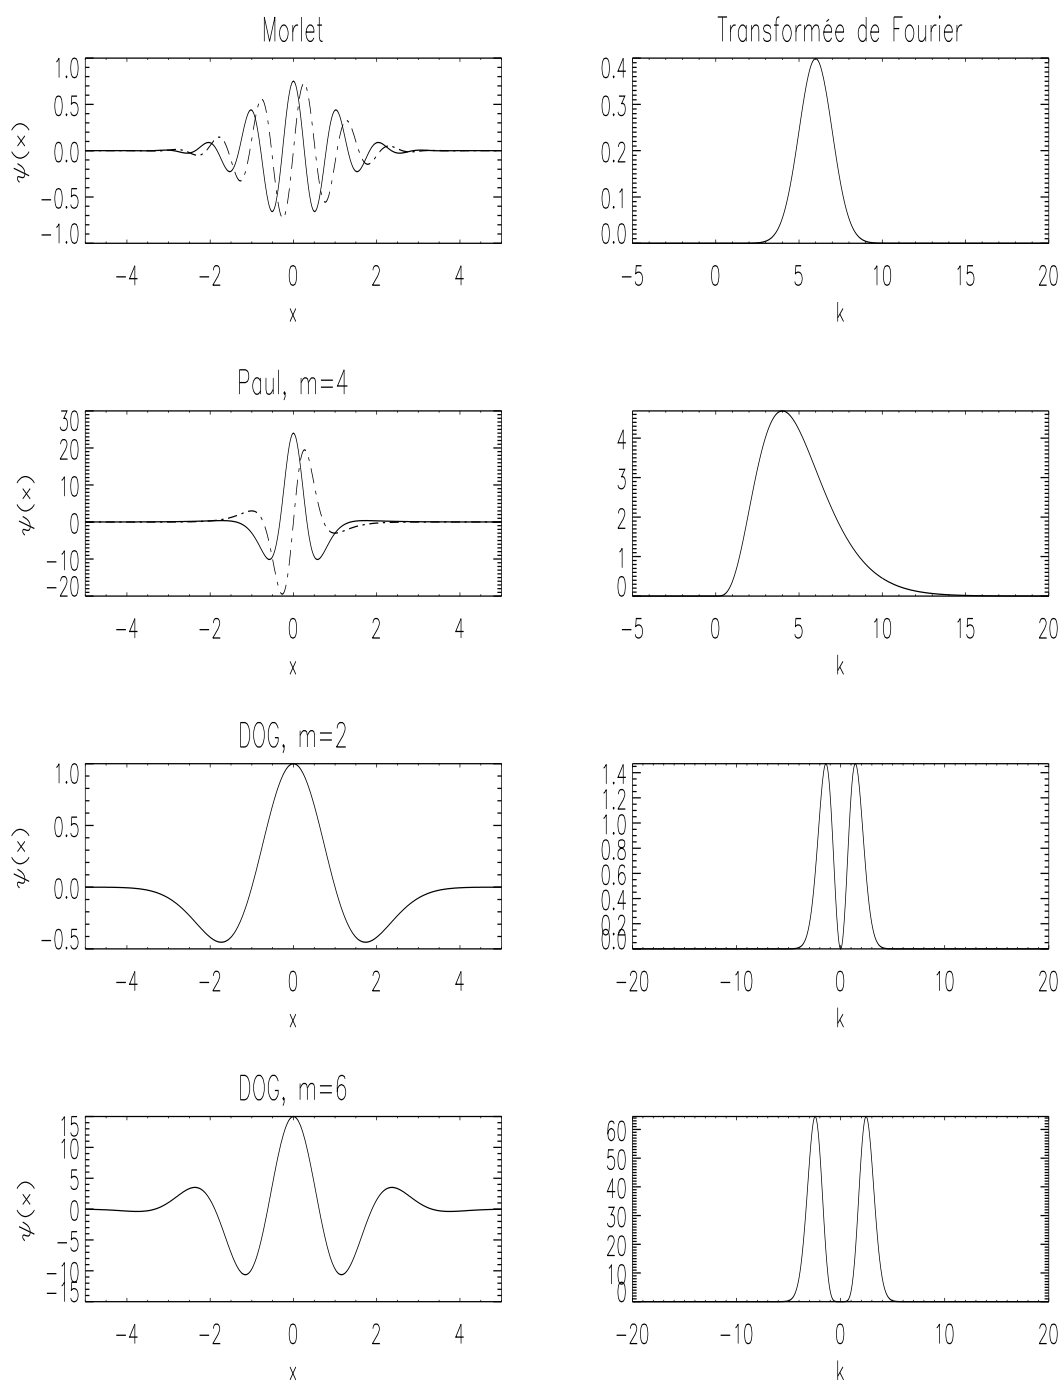 Morlet
1.0
0.5
0.0
-0.5
-1.0
ψ(x)
-4 -2 0 2 4
x
Transformée de Fourier
0.4
0.3
0.2
0.1
0.0
-5 0 5 10 15 20
k
Paul, m=4
30
20
10
0
-10
-20
ψ(x)
-4 -2 0 2 4
x
4
3
2
1
0
-5 0 5 10 15 20
k
DOG, m=2
1.0
0.5
0.0
-0.5
ψ(x)
-4 -2 0 2 4
x
1.4
1.2
1.0
0.8
0.6
0.4
0.2
0.0
-20 -10 0 10 20
k
DOG, m=6
15
10
5
0
-5
-10
-15
ψ(x)
-4 -2 0 2 4
x
60
50
40
30
20
10
0
-20 -10 0 10 20
k